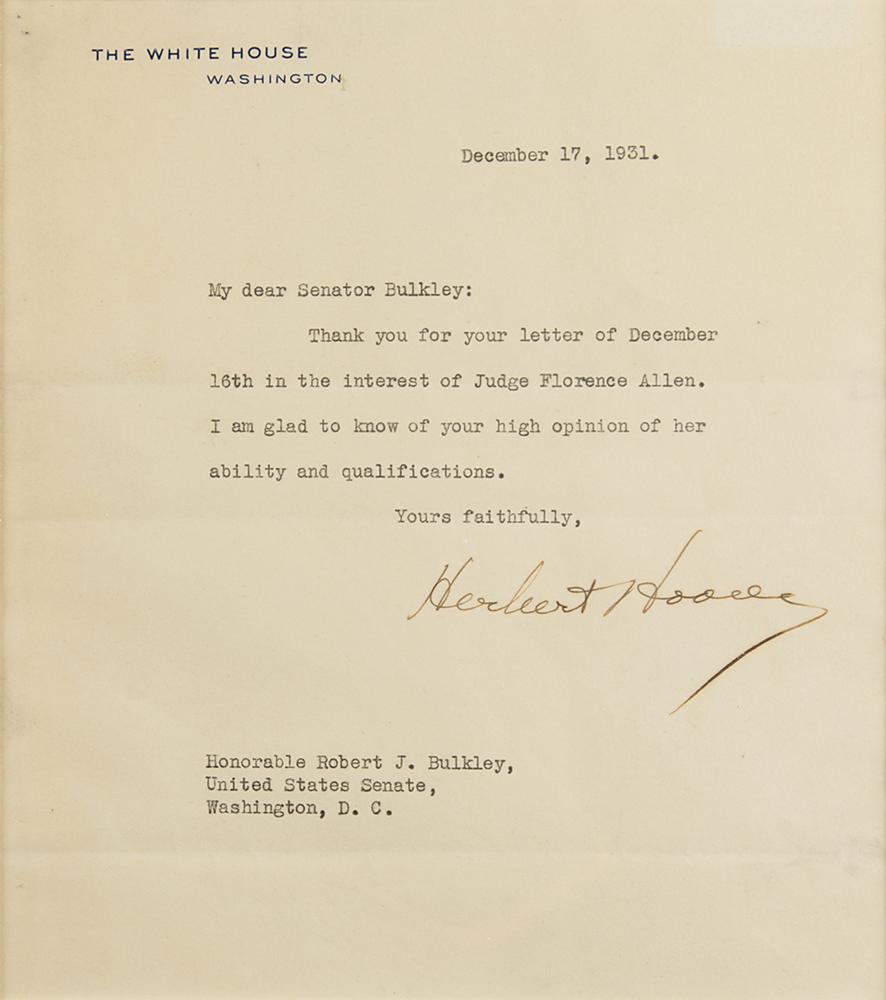 THE WHITE HOUSE
WASHINGTON
December 17, 1931.
My dear Senator Bulkley:
Thank you for your letter of December
16th in the interest of Judge Florence Allen.
I am glad to know of your high opinion of her
ability and qualifications.
Yours faithfully,
Herbert Hoover
Honorable Robert J. Bulkley,
United States Senate,
Washington, D. C.